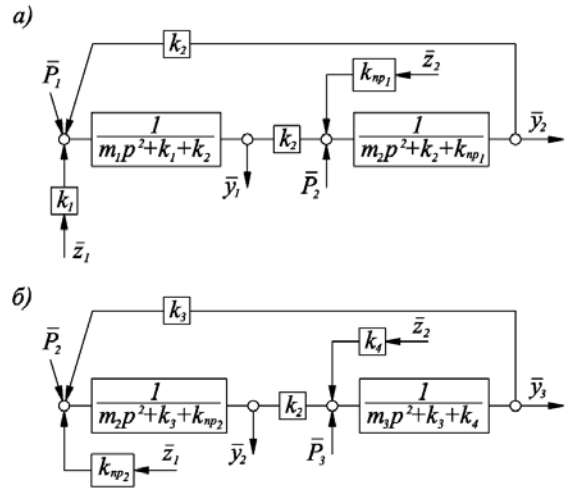 а)
k₂
P̄₁
z̄₂
k_пр₁
ȳ₂
1
m₁p²+k₁+k₂
k₂
1
m₂p²+k₂+k_пр₁
ȳ₁
P̄₂
k₁
z̄₁
б)
k₃
P̄₂
z̄₂
k₄
ȳ₃
1
m₂p²+k₃+k_пр₂
k₂
1
m₃p²+k₃+k₄
z̄₁
k_пр₂
ȳ₂
P̄₃